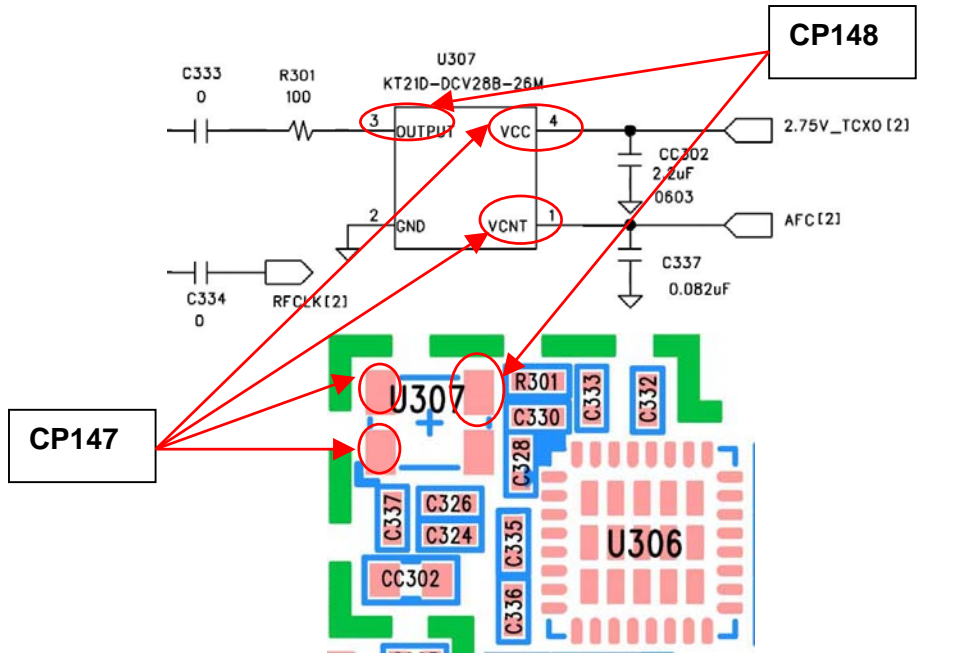 CP148
U307
KT21D-DCV28B-26M
C333
0
R301
100
3
OUTPUT
VCC
4
2.75V_TCXO[2]
CC302
2.2uF
0603
2
GND
VCNT
1
AFC[2]
C337
0.082uF
C334
0
RFCLK[2]
CP147
U307
R301
C333
C332
C330
C328
C337
C326
C324
C335
U306
CC302
C336